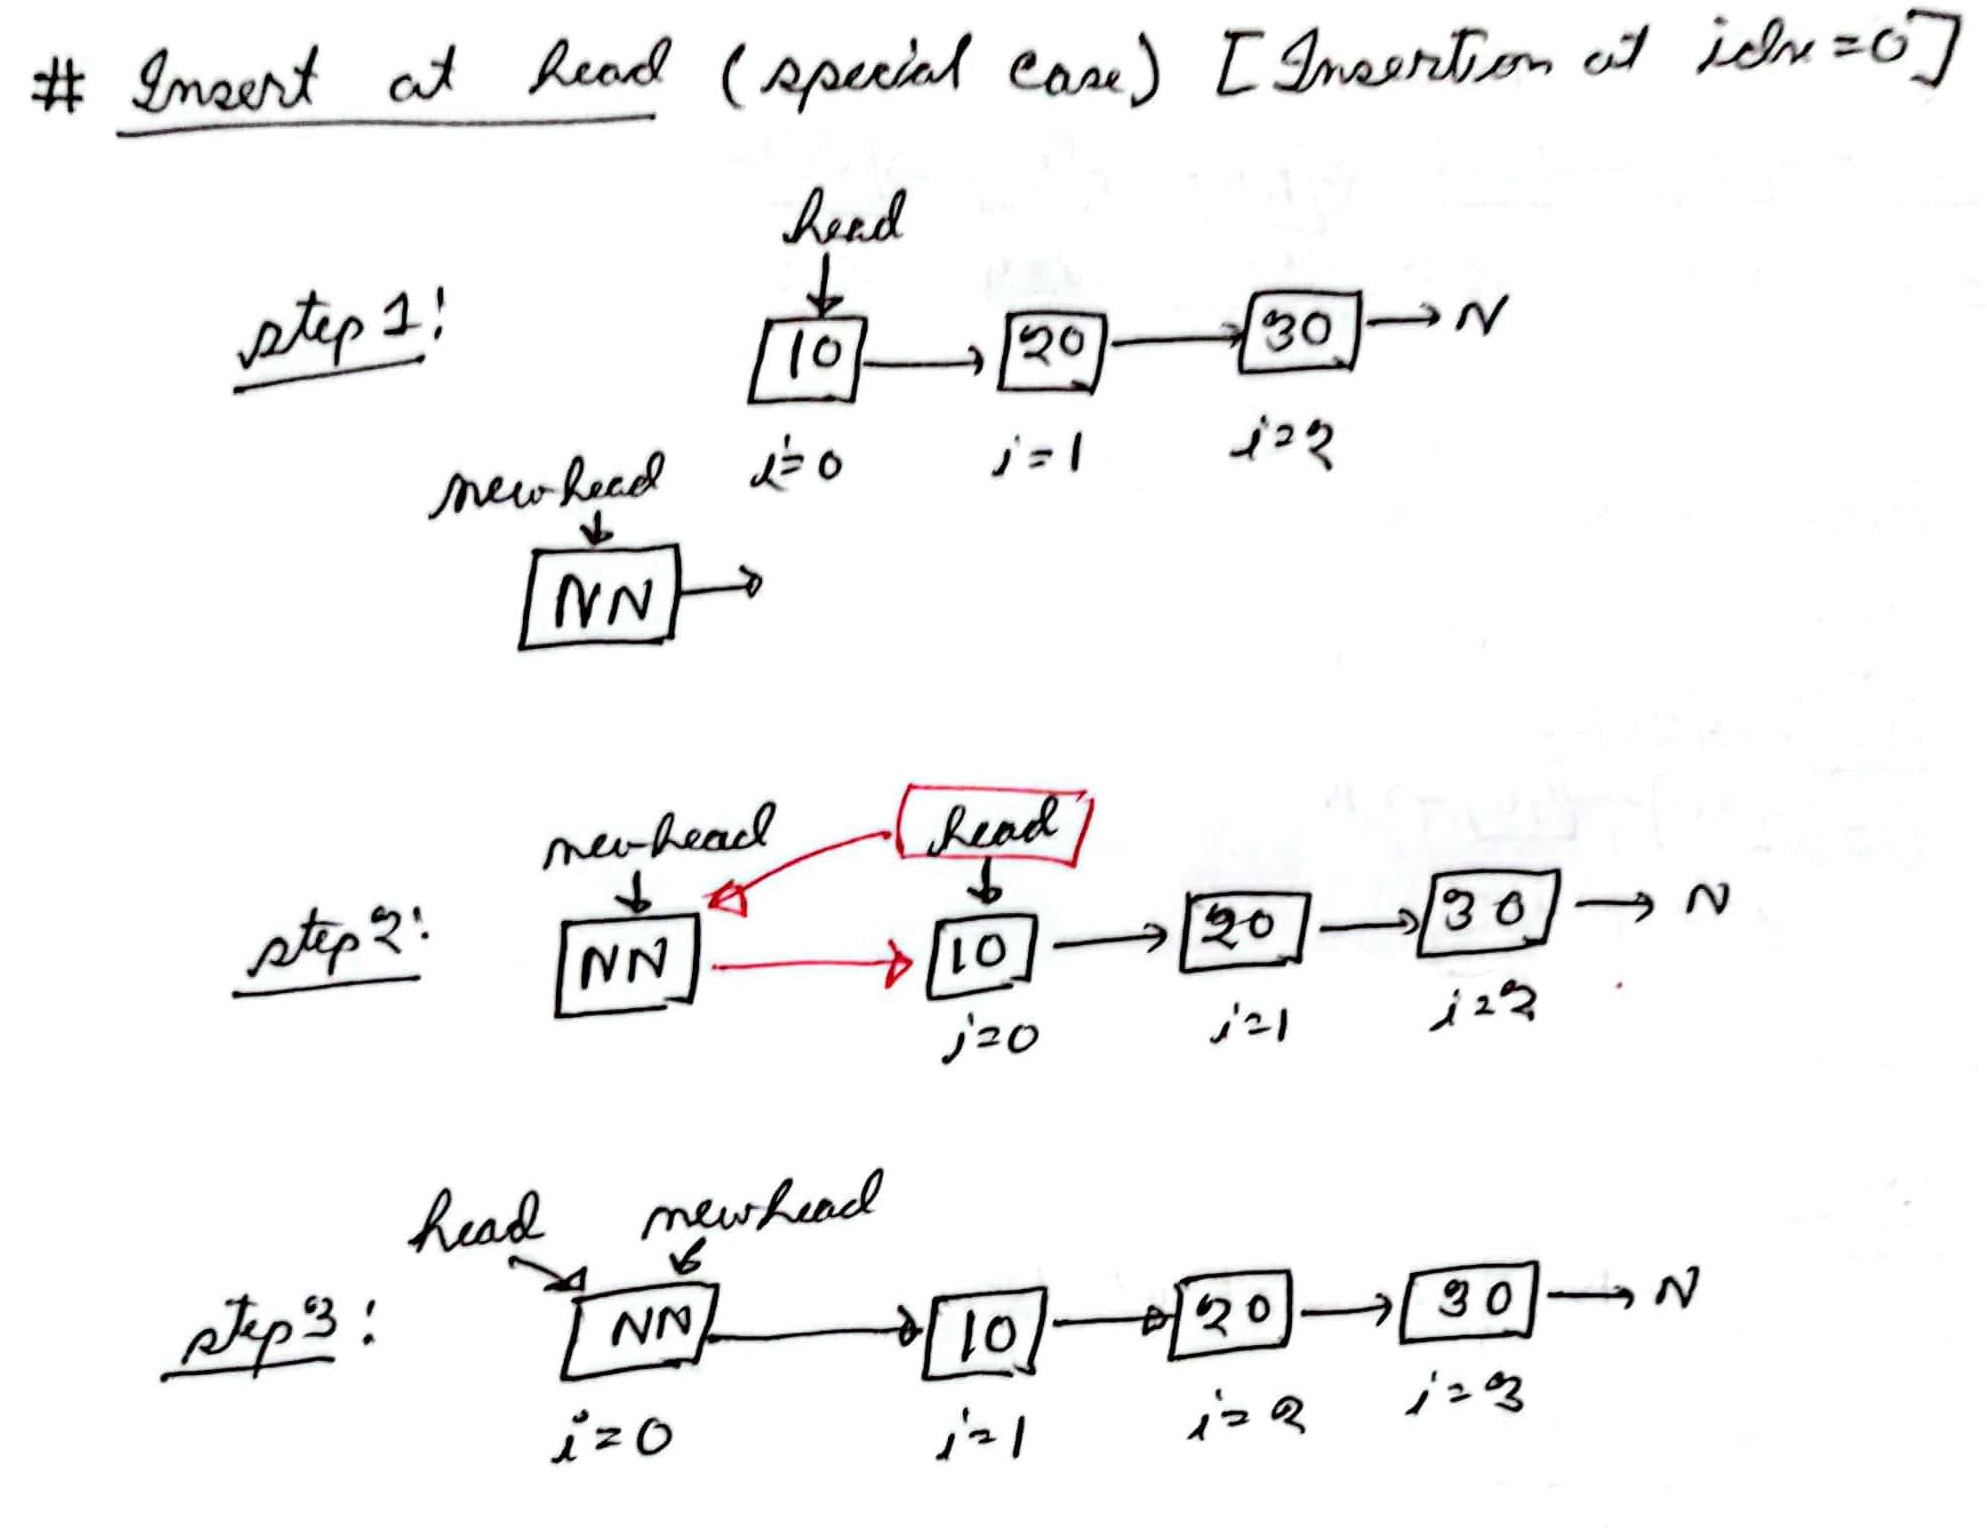 # Insert at head (special case) [Insertion at idx=0]
head
step 1:
10 20 30 N
i=0 i=1 i=2
newhead
NN
newhead head
step 2:
NN 10 20 30 N
i=0 i=1 i=2
head newhead
step 3:
NN 10 20 30 N
i=0 i=1 i=2 i=3